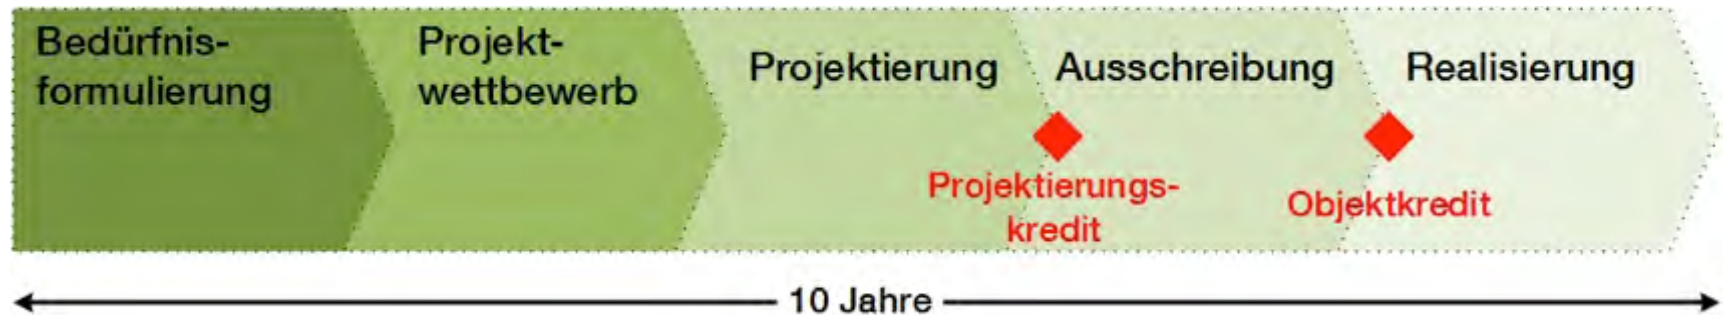 Bedürfnis-
formulierung
Projekt-
wettbewerb
Projektierung
Ausschreibung
Realisierung
Projektierungs-
kredit
Objektkredit
10 Jahre